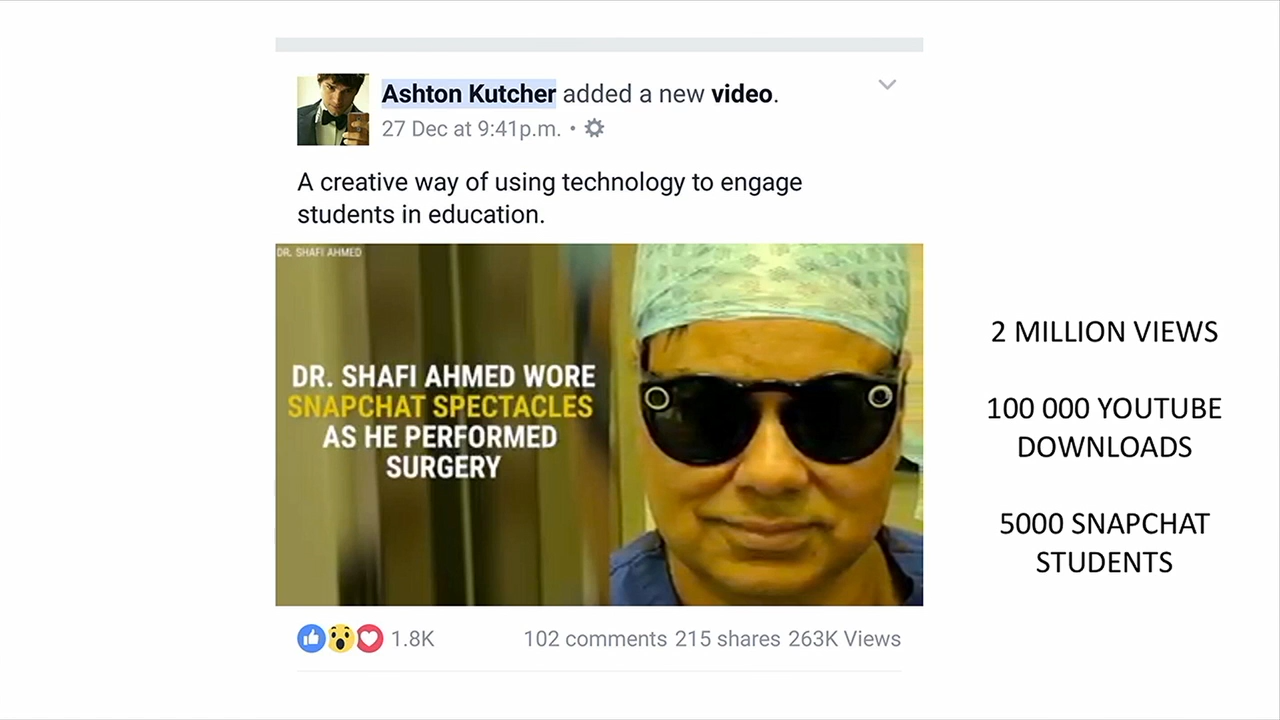 Ashton Kutcher added a new video.
27 Dec at 9:41p.m. •
A creative way of using technology to engage
students in education.
DR. SHAFI AHMED
DR. SHAFI AHMED WORE
SNAPCHAT SPECTACLES
AS HE PERFORMED
SURGERY
1.8K
102 comments 215 shares 263K Views
2 MILLION VIEWS
100 000 YOUTUBE
DOWNLOADS
5000 SNAPCHAT
STUDENTS